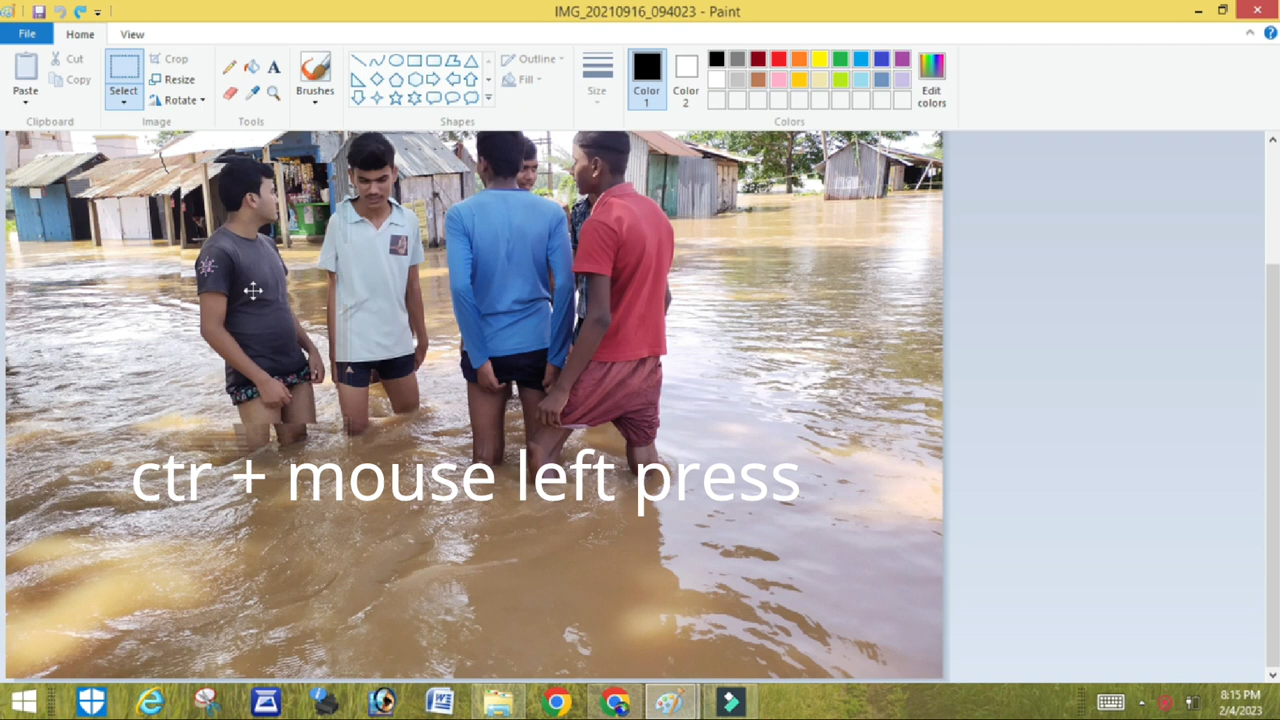 IMG_20210916_094023 - Paint
File
Home
View
Paste
Cut
Copy
Clipboard
Select
Crop
Resize
Rotate
Image
Tools
Brushes
Shapes
Outline
Fill
Size
Color 1
Color 2
Edit colors
Colors
ctr + mouse left press
8:15 PM
2/4/2023